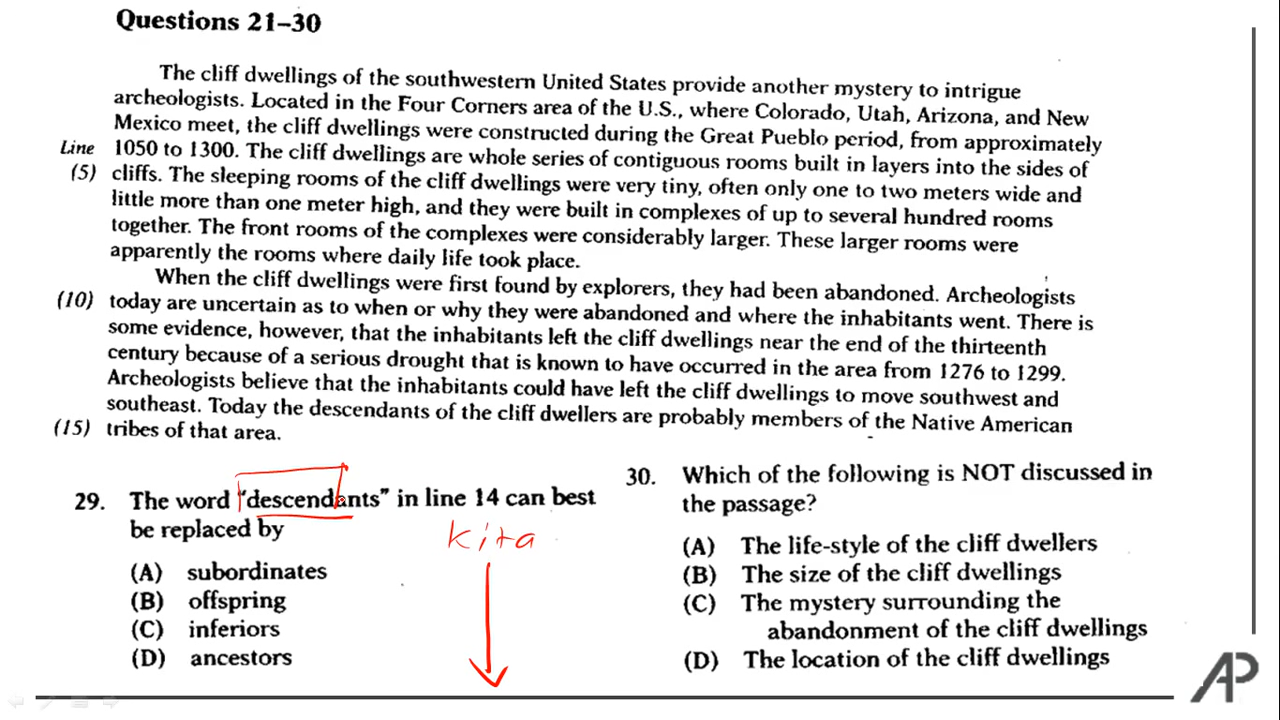 Questions 21–30
The cliff dwellings of the southwestern United States provide another mystery to intrigue
archeologists. Located in the Four Corners area of the U.S., where Colorado, Utah, Arizona, and New
Mexico meet, the cliff dwellings were constructed during the Great Pueblo period, from approximately
Line 1050 to 1300. The cliff dwellings are whole series of contiguous rooms built in layers into the sides of
(5) cliffs. The sleeping rooms of the cliff dwellings were very tiny, often only one to two meters wide and
little more than one meter high, and they were built in complexes of up to several hundred rooms
together. The front rooms of the complexes were considerably larger. These larger rooms were
apparently the rooms where daily life took place.
When the cliff dwellings were first found by explorers, they had been abandoned. Archeologists
(10) today are uncertain as to when or why they were abandoned and where the inhabitants went. There is
some evidence, however, that the inhabitants left the cliff dwellings near the end of the thirteenth
century because of a serious drought that is known to have occurred in the area from 1276 to 1299.
Archeologists believe that the inhabitants could have left the cliff dwellings to move southwest and
southeast. Today the descendants of the cliff dwellers are probably members of the Native American
(15) tribes of that area.
29. The word "descendants" in line 14 can best
be replaced by
(A) subordinates
(B) offspring
(C) inferiors
(D) ancestors
kita
30. Which of the following is NOT discussed in
the passage?
(A) The life-style of the cliff dwellers
(B) The size of the cliff dwellings
(C) The mystery surrounding the
abandonment of the cliff dwellings
(D) The location of the cliff dwellings
AP